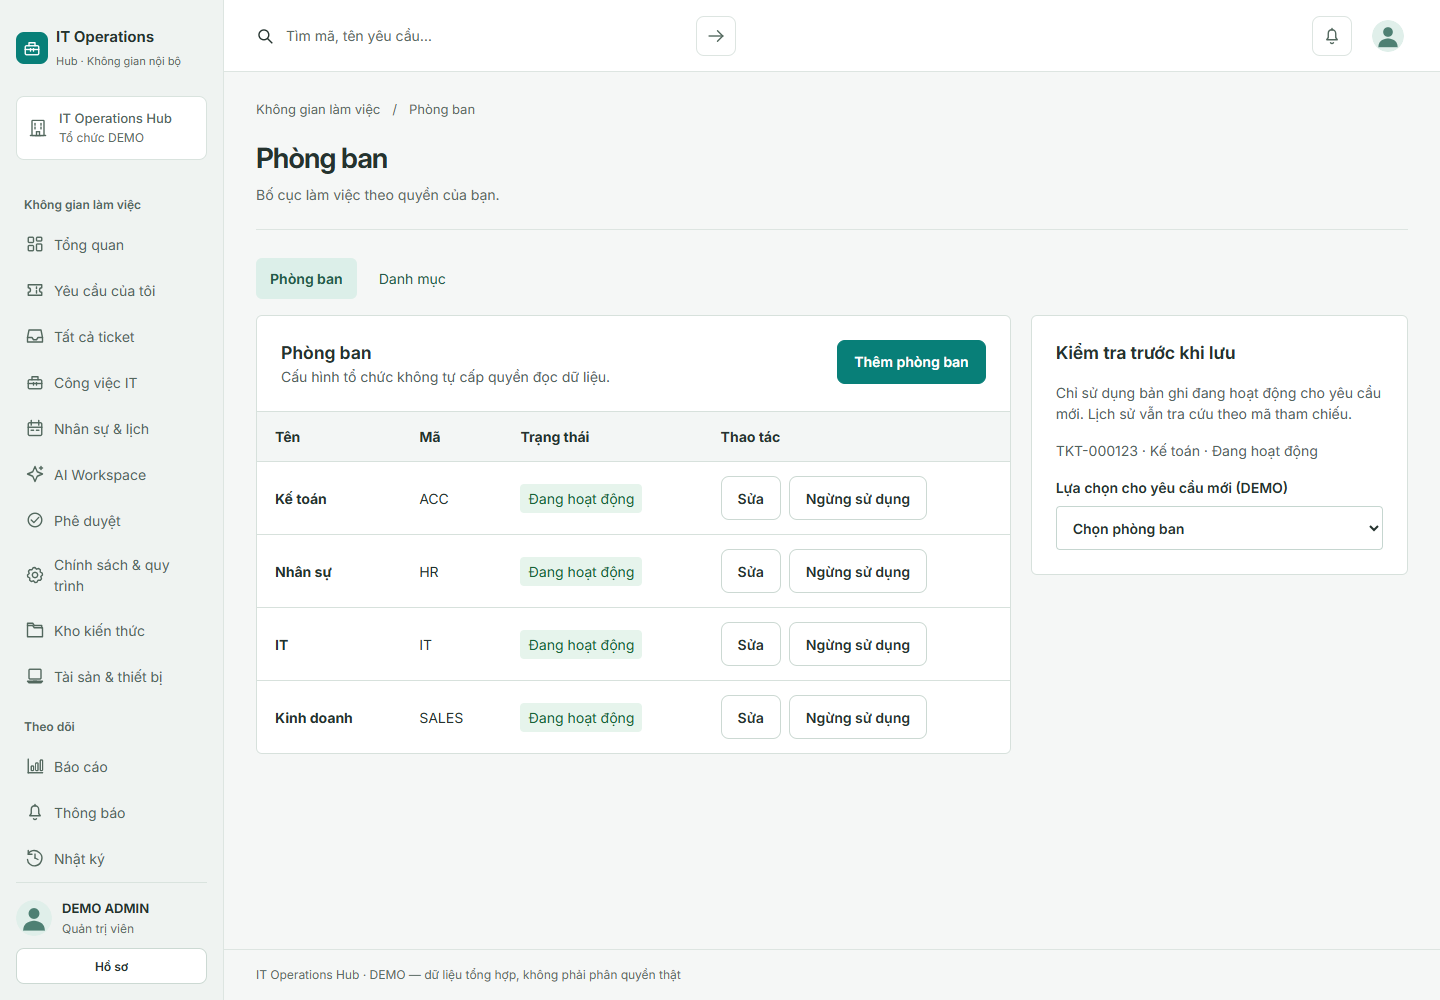 IT Operations
Hub · Không gian nội bộ
IT Operations Hub
Tổ chức DEMO
Không gian làm việc
Tổng quan
Yêu cầu của tôi
Tất cả ticket
Công việc IT
Nhân sự & lịch
AI Workspace
Phê duyệt
Chính sách & quy
trình
Kho kiến thức
Tài sản & thiết bị
Theo dõi
Báo cáo
Thông báo
Nhật ký
DEMO ADMIN
Quản trị viên
Hồ sơ
Tìm mã, tên yêu cầu...
Không gian làm việc / Phòng ban
Phòng ban
Bố cục làm việc theo quyền của bạn.
Phòng ban Danh mục
Phòng ban
Cấu hình tổ chức không tự cấp quyền đọc dữ liệu.
Thêm phòng ban
Tên Mã Trạng thái Thao tác
Kế toán ACC Đang hoạt động Sửa Ngừng sử dụng
Nhân sự HR Đang hoạt động Sửa Ngừng sử dụng
IT IT Đang hoạt động Sửa Ngừng sử dụng
Kinh doanh SALES Đang hoạt động Sửa Ngừng sử dụng
Kiểm tra trước khi lưu
Chỉ sử dụng bản ghi đang hoạt động cho yêu cầu
mới. Lịch sử vẫn tra cứu theo mã tham chiếu.
TKT-000123 · Kế toán · Đang hoạt động
Lựa chọn cho yêu cầu mới (DEMO)
Chọn phòng ban
IT Operations Hub · DEMO — dữ liệu tổng hợp, không phải phân quyền thật